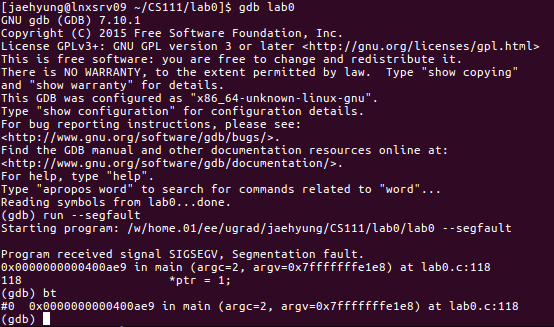 [jaehyung@lnxsrv09 ~/CS111/lab0]$ gdb lab0
GNU gdb (GDB) 7.10.1
Copyright (C) 2015 Free Software Foundation, Inc.
License GPLv3+: GNU GPL version 3 or later <http://gnu.org/licenses/gpl.html>
This is free software: you are free to change and redistribute it.
There is NO WARRANTY, to the extent permitted by law.  Type "show copying"
and "show warranty" for details.
This GDB was configured as "x86_64-unknown-linux-gnu".
Type "show configuration" for configuration details.
For bug reporting instructions, please see:
<http://www.gnu.org/software/gdb/bugs/>.
Find the GDB manual and other documentation resources online at:
<http://www.gnu.org/software/gdb/documentation/>.
For help, type "help".
Type "apropos word" to search for commands related to "word"...
Reading symbols from lab0...done.
(gdb) run --segfault
Starting program: /w/home.01/ee/ugrad/jaehyung/CS111/lab0/lab0 --segfault
Program received signal SIGSEGV, Segmentation fault.
0x0000000000400ae9 in main (argc=2, argv=0x7fffffffe1e8) at lab0.c:118
118             *ptr = 1;
(gdb) bt
#0  0x0000000000400ae9 in main (argc=2, argv=0x7fffffffe1e8) at lab0.c:118
(gdb)